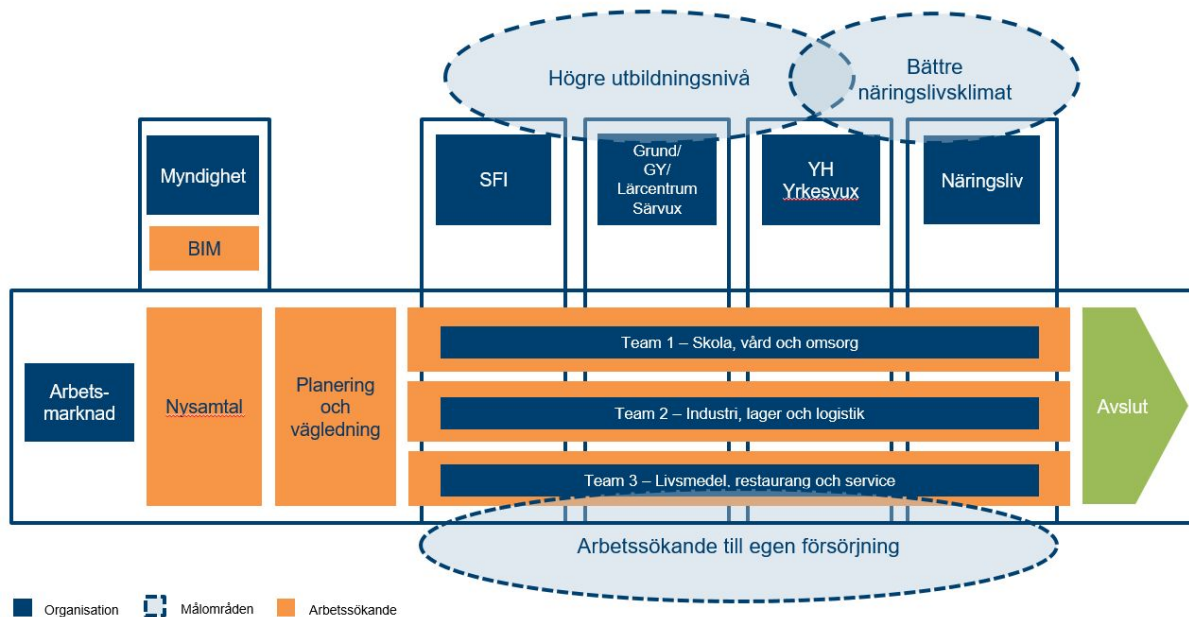 Högre utbildningsnivå
Bättre
näringslivsklimat
Myndighet
BIM
SFI
Grund/
GY/
Lärcentrum
Särvux
YH
Yrkesvux
Näringsliv
Arbets-
marknad
Nysamtal
Planering
och
vägledning
Team 1 – Skola, vård och omsorg
Team 2 – Industri, lager och logistik
Team 3 – Livsmedel, restaurang och service
Avslut
Arbetssökande till egen försörjning
Organisation
Målområden
Arbetssökande